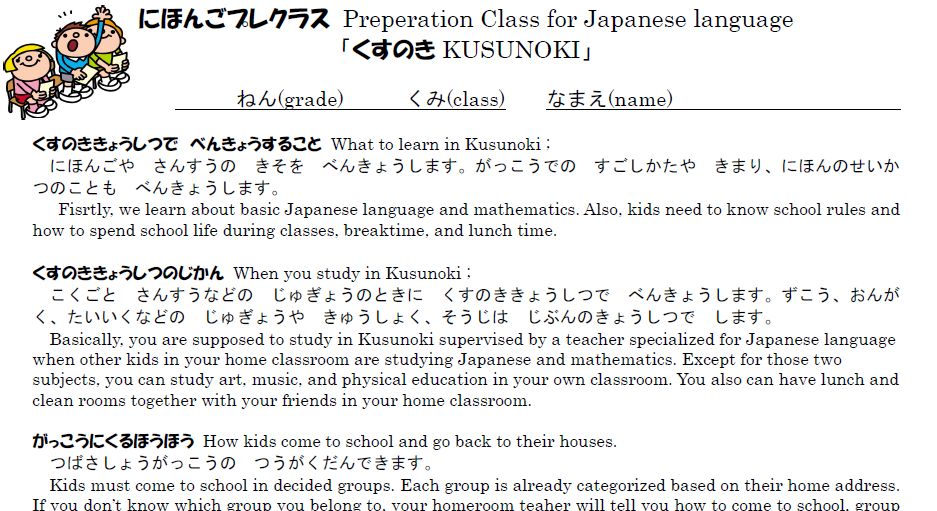 にほんごプレクラス Preperation Class for Japanese language
「くすのき KUSUNOKI」
ねん(grade) くみ(class) なまえ(name)
くすのききょうしつで べんきょうすること What to learn in Kusunoki；
にほんごや さんすうの きそを べんきょうします。がっこうでの すごしかたや きまり、にほんのせいか
つのことも べんきょうします。
Fisrtly, we learn about basic Japanese language and mathematics. Also, kids need to know school rules and
how to spend school life during classes, breaktime, and lunch time.
くすのききょうしつのじかん When you study in Kusunoki；
こくごと さんすうなどの じゅぎょうのときに くすのききょうしつで べんきょうします。ずこう、おんが
く、たいいくなどの じゅぎょうや きゅうしょく、そうじは じぶんのきょうしつで します。
Basically, you are supposed to study in Kusunoki supervised by a teacher specialized for Japanese language
when other kids in your home classroom are studying Japanese and mathematics. Except for those two
subjects, you can study art, music, and physical education in your own classroom. You also can have lunch and
clean rooms together with your friends in your home classroom.
がっこうにくるほうほう How kids come to school and go back to their houses.
つばさしょうがっこうの つうがくだんできます。
Kids must come to school in decided groups. Each group is already categorized based on their home address.
If you don't know which group you belong to, your homeroom teaher will tell you how to come to school, group